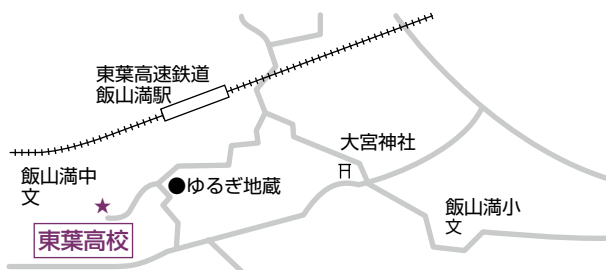 東葉高速鉄道
飯山満駅
大宮神社
飯山満中
文
ゆるぎ地蔵
飯山満小
文
東葉高校